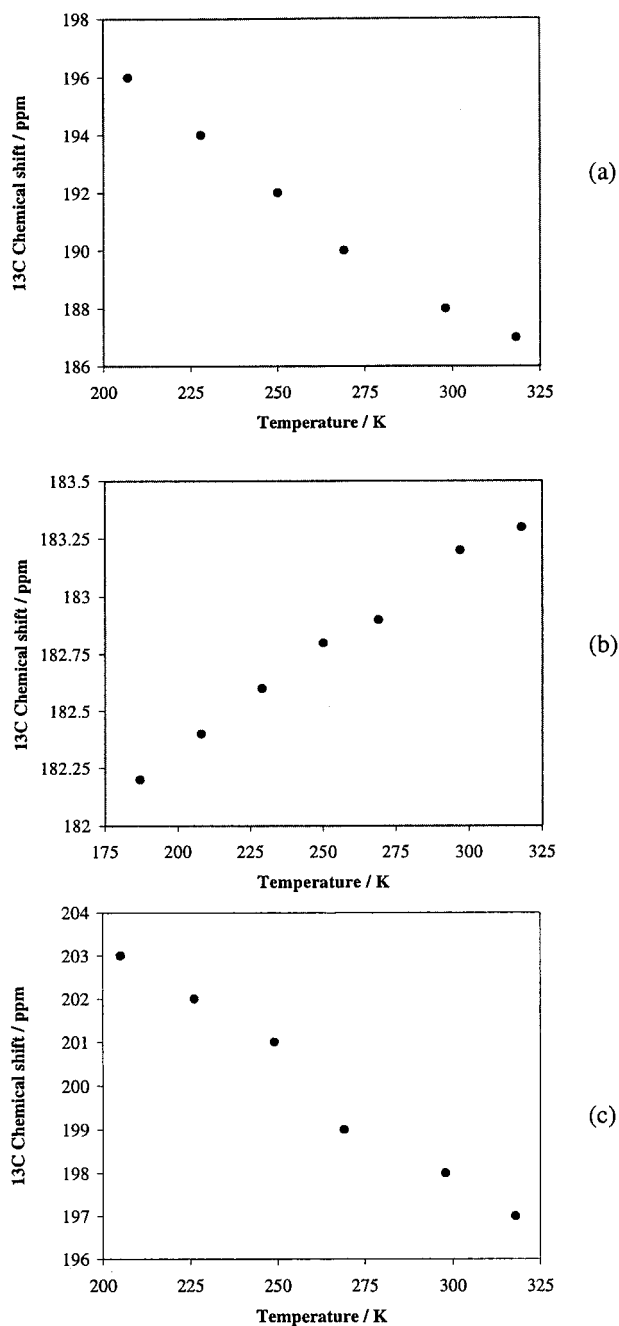 198
196
194
192
190
188
186
13C Chemical shift / ppm
200 225 250 275 300 325
Temperature / K
(a)
183.5
183.25
183
182.75
182.5
182.25
182
13C Chemical shift / ppm
175 200 225 250 275 300 325
Temperature / K
(b)
204
203
202
201
200
199
198
197
196
13C Chemical shift / ppm
200 225 250 275 300 325
Temperature / K
(c)